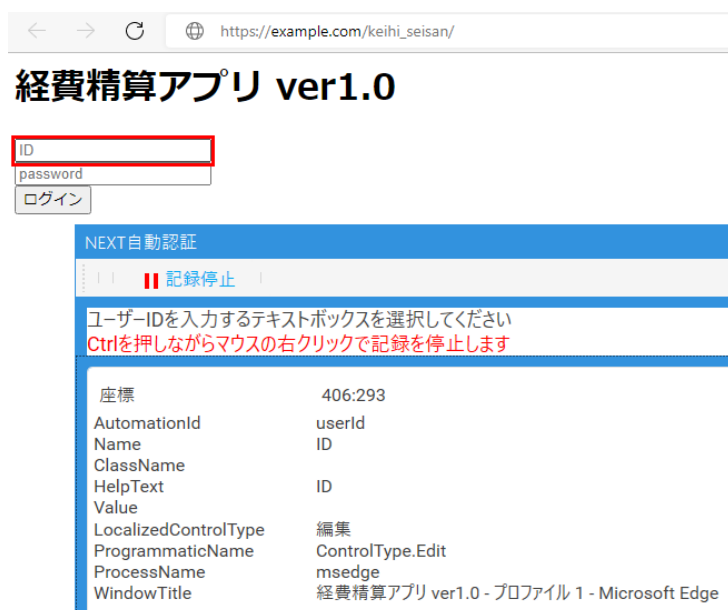 https://example.com/keihi_seisan/
経費精算アプリ ver1.0
ID
password
ログイン
NEXT自動認証
記録停止
ユーザーIDを入力するテキストボックスを選択してください
Ctrlを押しながらマウスの右クリックで記録を停止します
座標 406:293
AutomationId userId
Name ID
ClassName
HelpText ID
Value
LocalizedControlType 編集
ProgrammaticName ControlType.Edit
ProcessName msedge
WindowTitle 経費精算アプリ ver1.0 - プロファイル 1 - Microsoft Edge